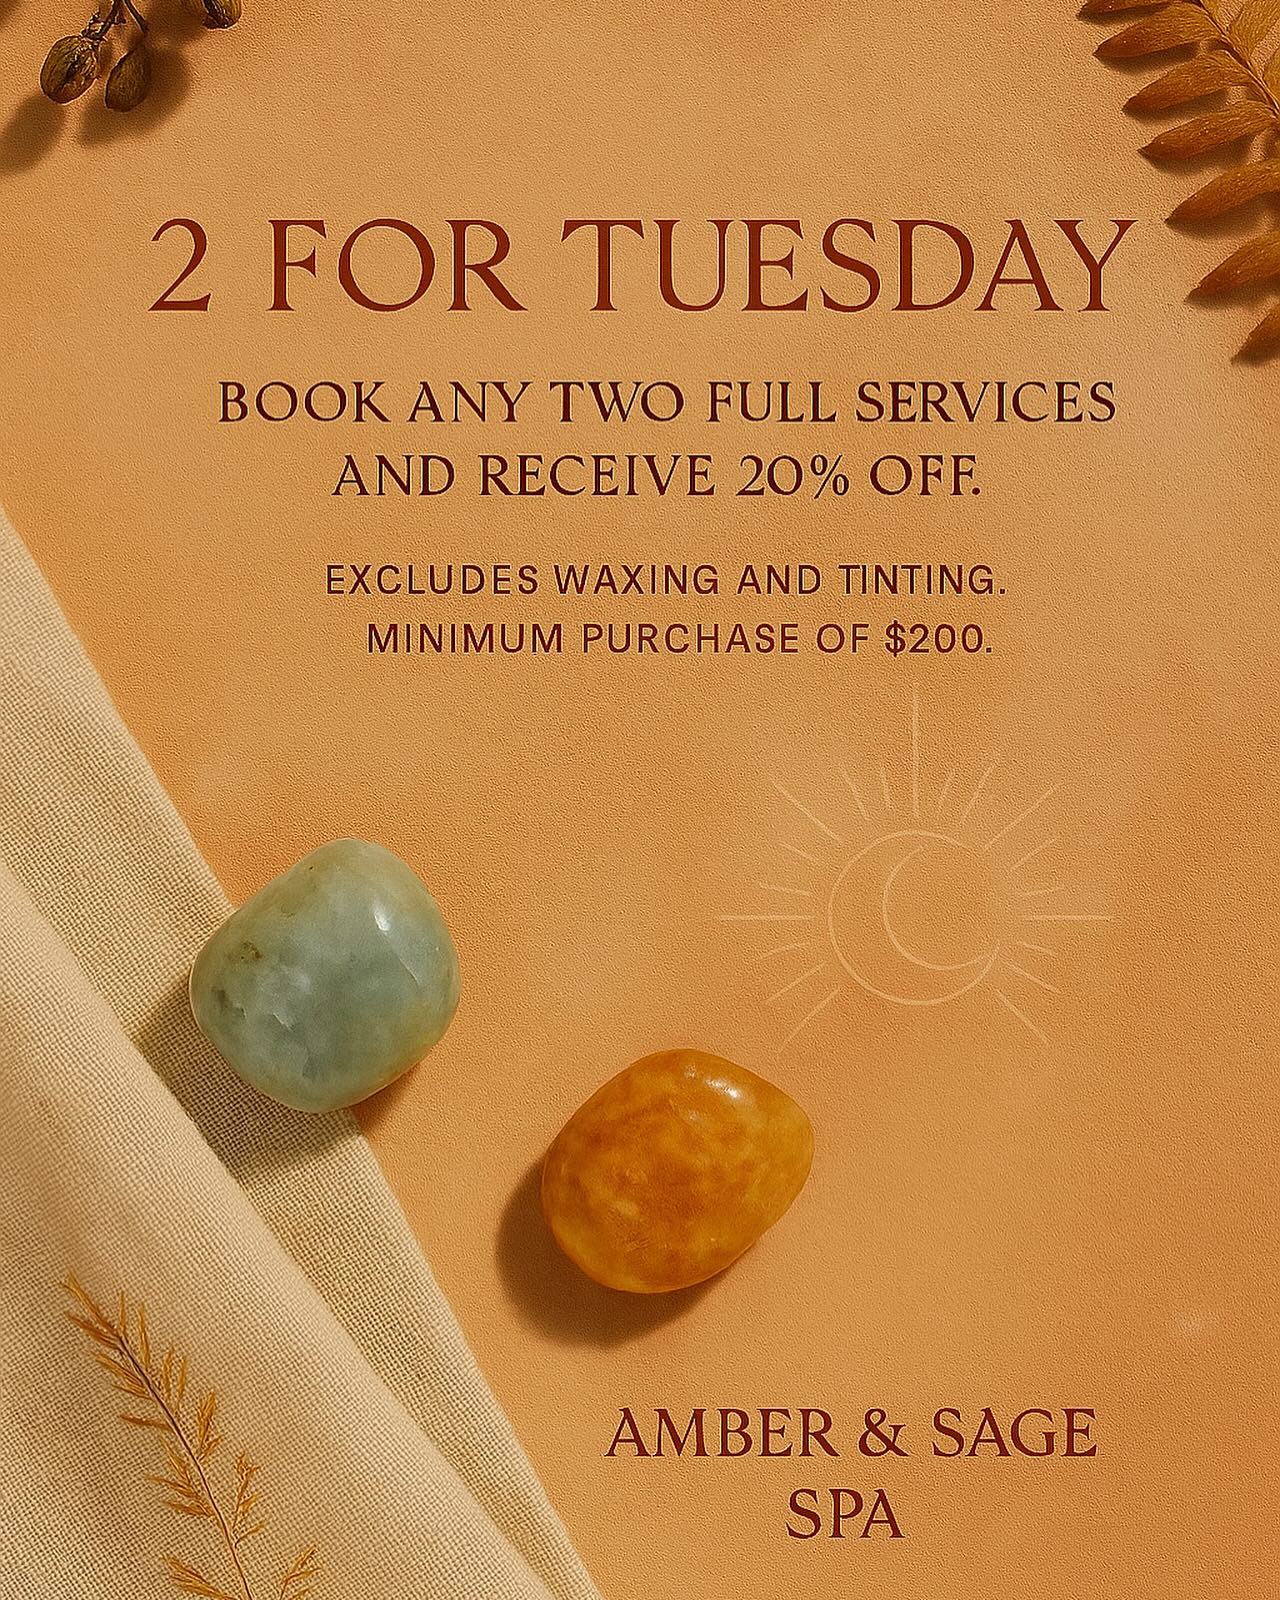 2 FOR TUESDAY
BOOK ANY TWO FULL SERVICES
AND RECEIVE 20% OFF.
EXCLUDES WAXING AND TINTING.
MINIMUM PURCHASE OF $200.
AMBER & SAGE
SPA